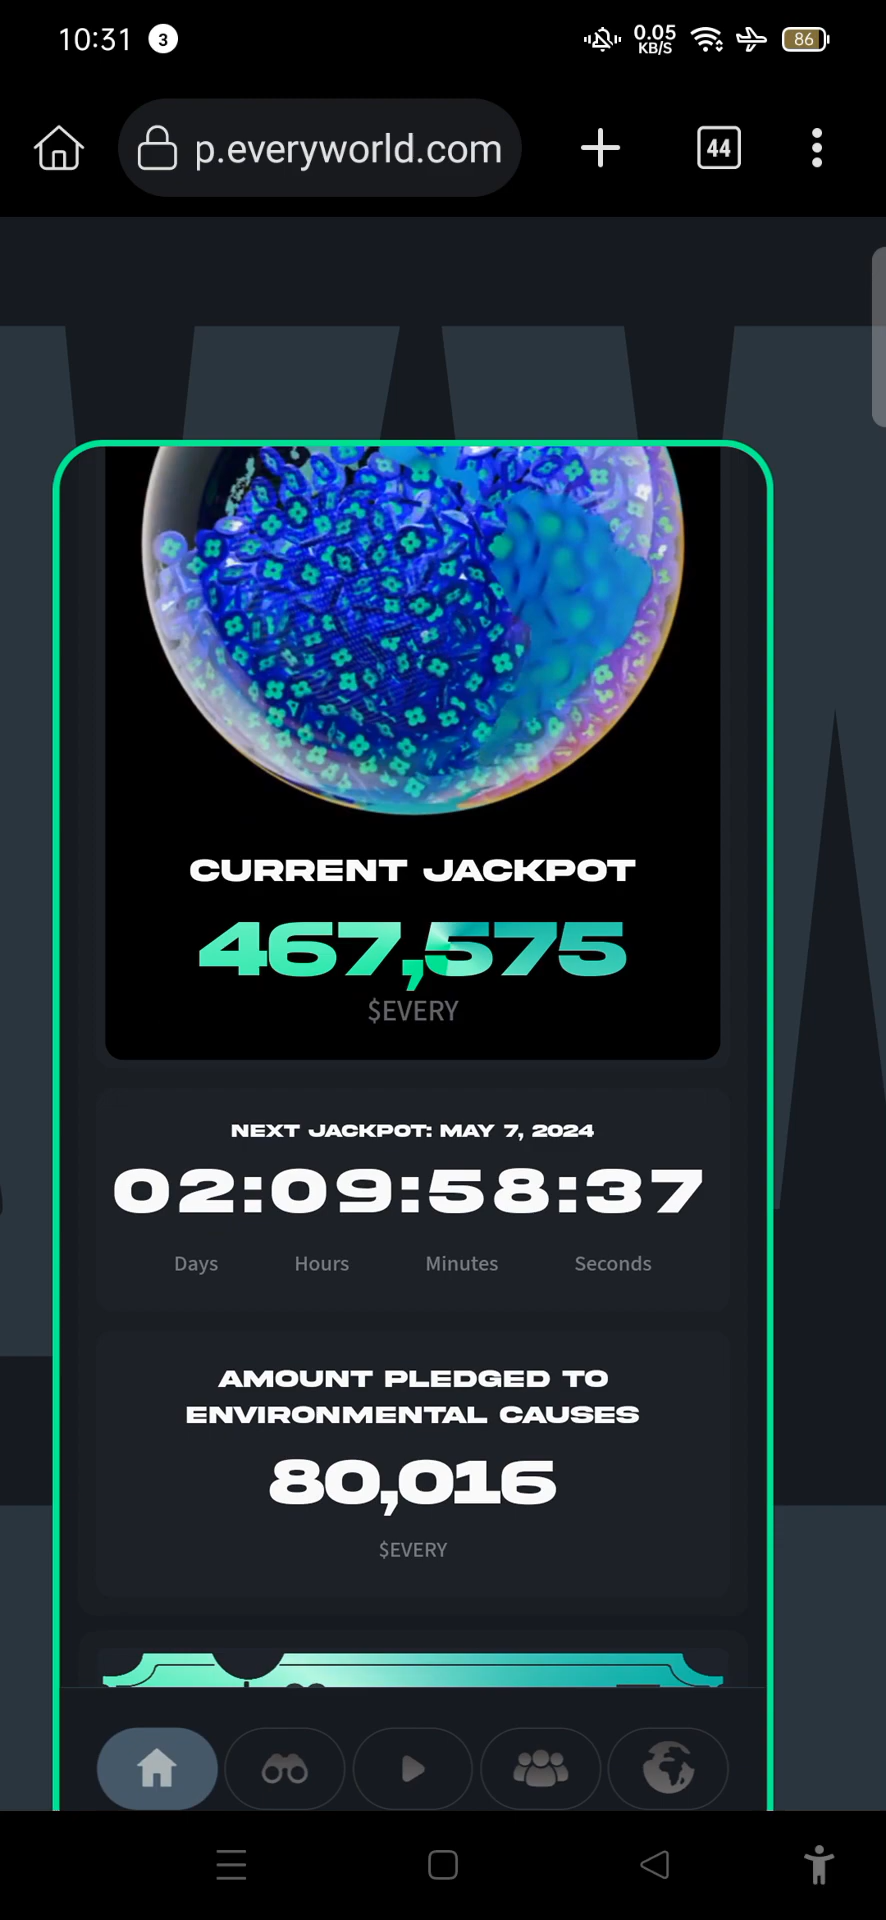 10:31
3
0.05
KB/S
86
p.everyworld.com
44
CURRENT JACKPOT
467,575
$EVERY
NEXT JACKPOT: MAY 7, 2024
02:09:58:37
Days Hours Minutes Seconds
AMOUNT PLEDGED TO
ENVIRONMENTAL CAUSES
80,016
$EVERY